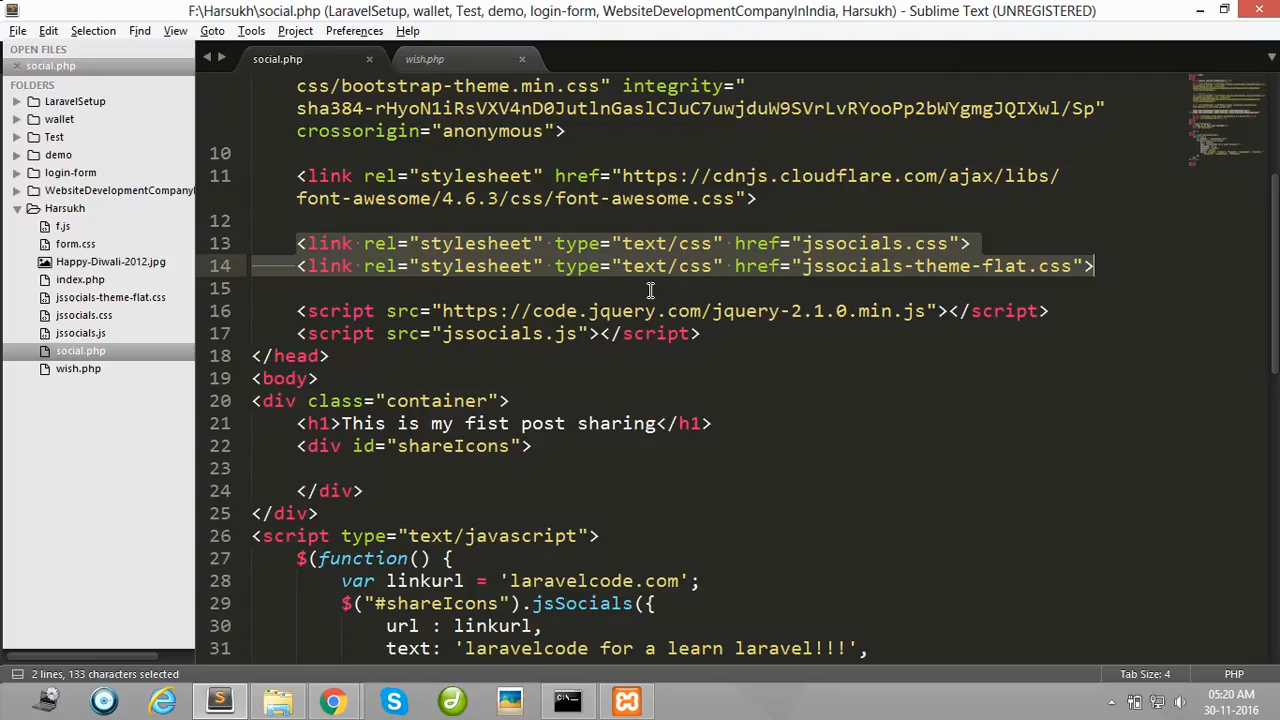 F:\Harsukh\social.php (LaravelSetup, wallet, Test, demo, login-form, WebsiteDevelopmentCompanyInIndia, Harsukh) - Sublime Text (UNREGISTERED)
File Edit Selection Find View Goto Tools Project Preferences Help
OPEN FILES
social.php
FOLDERS
LaravelSetup
wallet
Test
demo
login-form
WebsiteDevelopmentCompanyI
Harsukh
f.js
form.css
Happy-Diwali-2012.jpg
index.php
jssocials-theme-flat.css
jssocials.css
jssocials.js
social.php
wish.php
social.php wish.php
css/bootstrap-theme.min.css" integrity="
sha384-rHyoN1iRsVXV4nD0JutlnGaslCJuC7uwjduW9SVrLvRYooPp2bWYgmgJQIXwl/Sp"
crossorigin="anonymous">
10
11 <link rel="stylesheet" href="https://cdnjs.cloudflare.com/ajax/libs/
font-awesome/4.6.3/css/font-awesome.css">
12
13 <link rel="stylesheet" type="text/css" href="jssocials.css">
14 <link rel="stylesheet" type="text/css" href="jssocials-theme-flat.css">
15
16 <script src="https://code.jquery.com/jquery-2.1.0.min.js"></script>
17 <script src="jssocials.js"></script>
18 </head>
19 <body>
20 <div class="container">
21 <h1>This is my fist post sharing</h1>
22 <div id="shareIcons">
23
24 </div>
25 </div>
26 <script type="text/javascript">
27 $(function() {
28 var linkurl = 'laravelcode.com';
29 $("#shareIcons").jsSocials({
30 url : linkurl,
31 text: 'laravelcode for a learn laravel!!!',
2 lines, 133 characters selected
Tab Size: 4 PHP
05:20 AM
30-11-2016